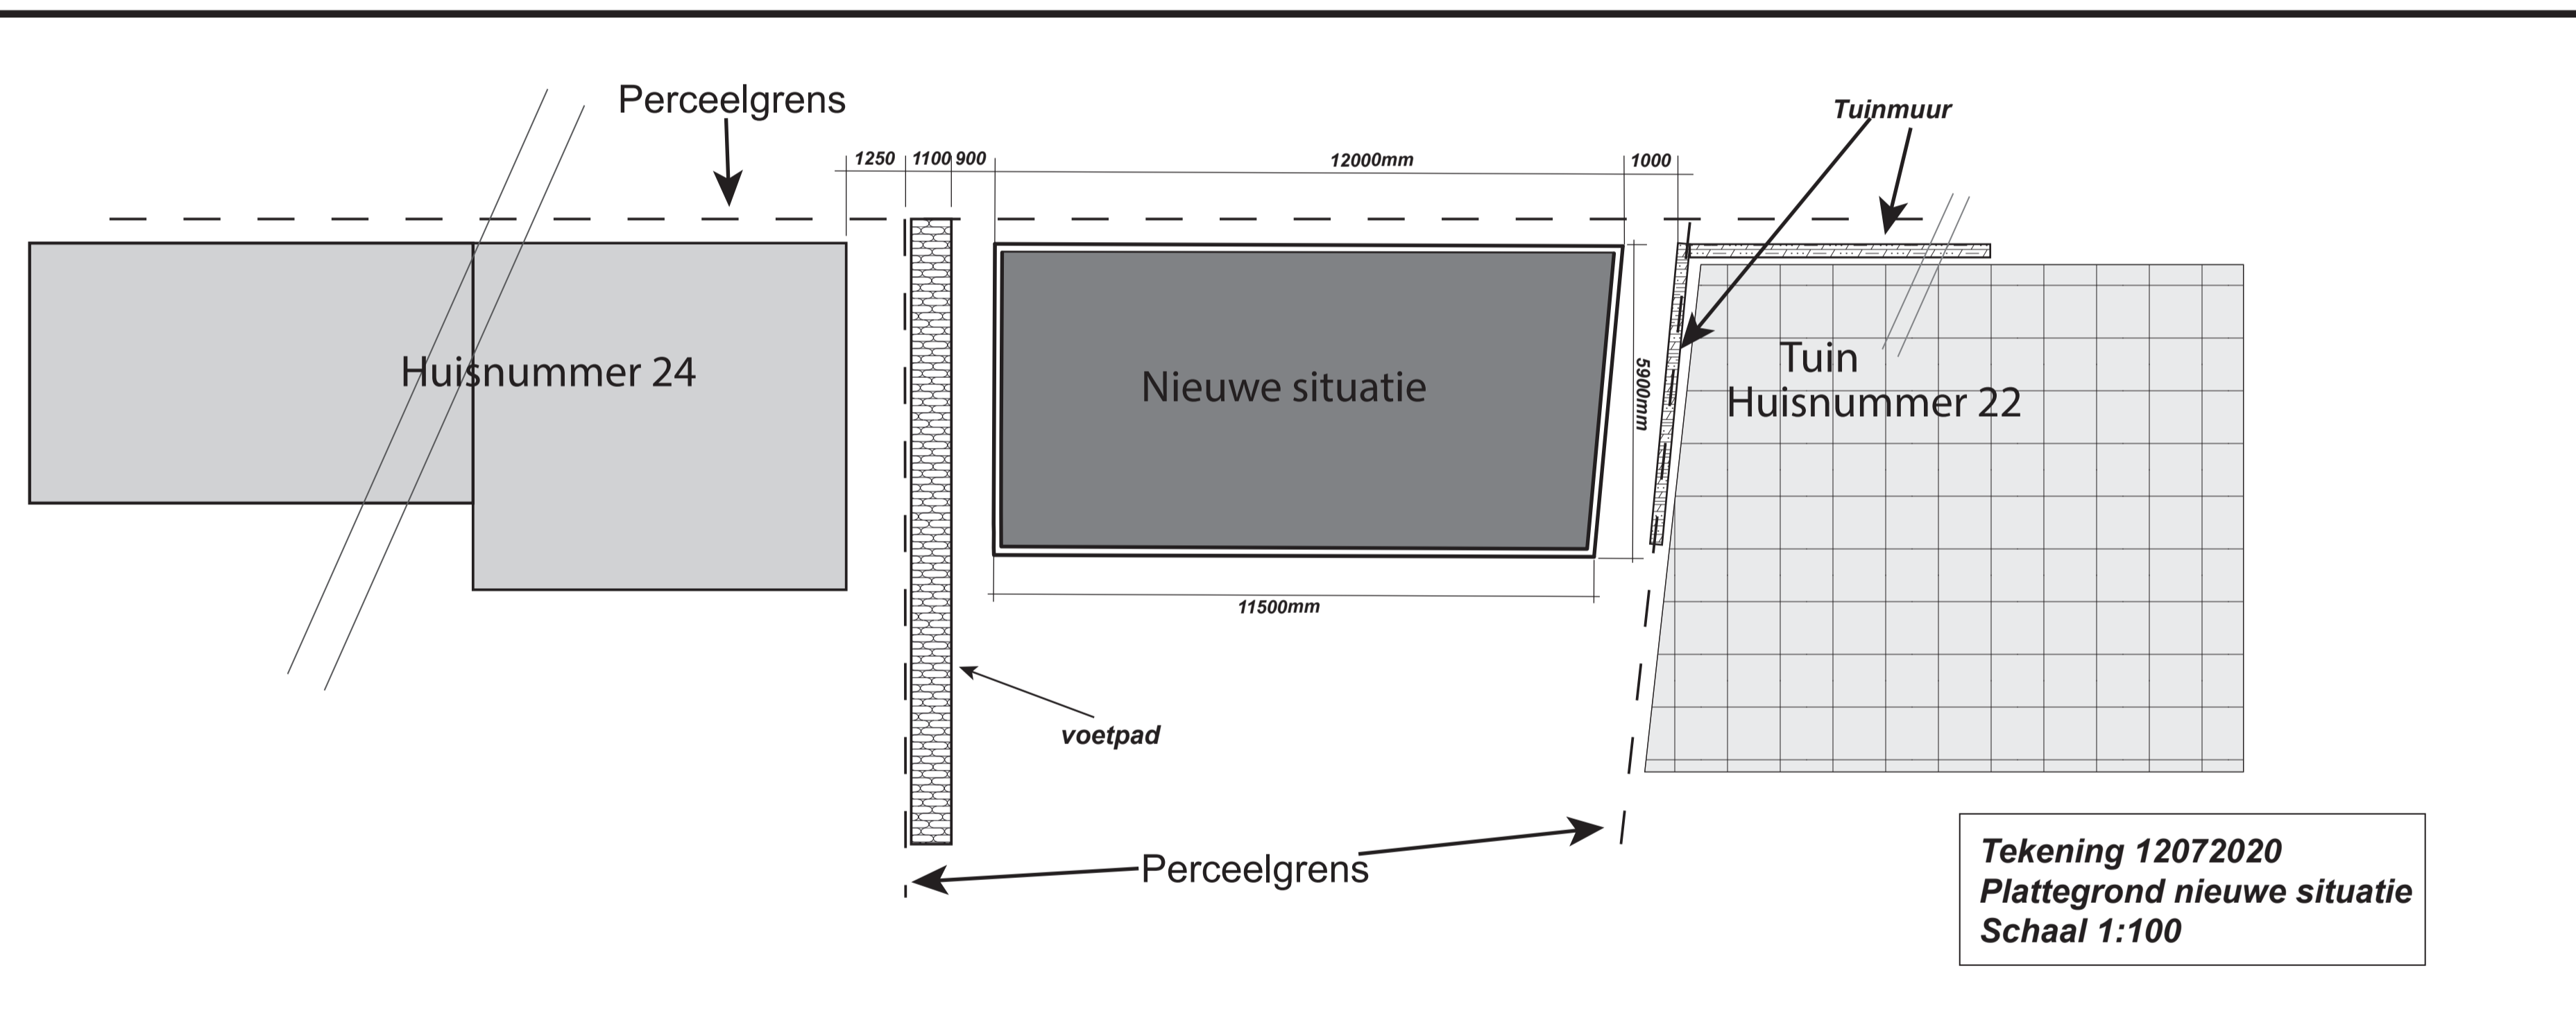 Perceelgrens
Tuinmuur
1250
1100
900
12000mm
1000
Huisnummer 24
Nieuwe situatie
5900mm
Tuin
Huisnummer 22
11500mm
voetpad
Perceelgrens
Tekening 12072020
Plattegrond nieuwe situatie
Schaal 1:100